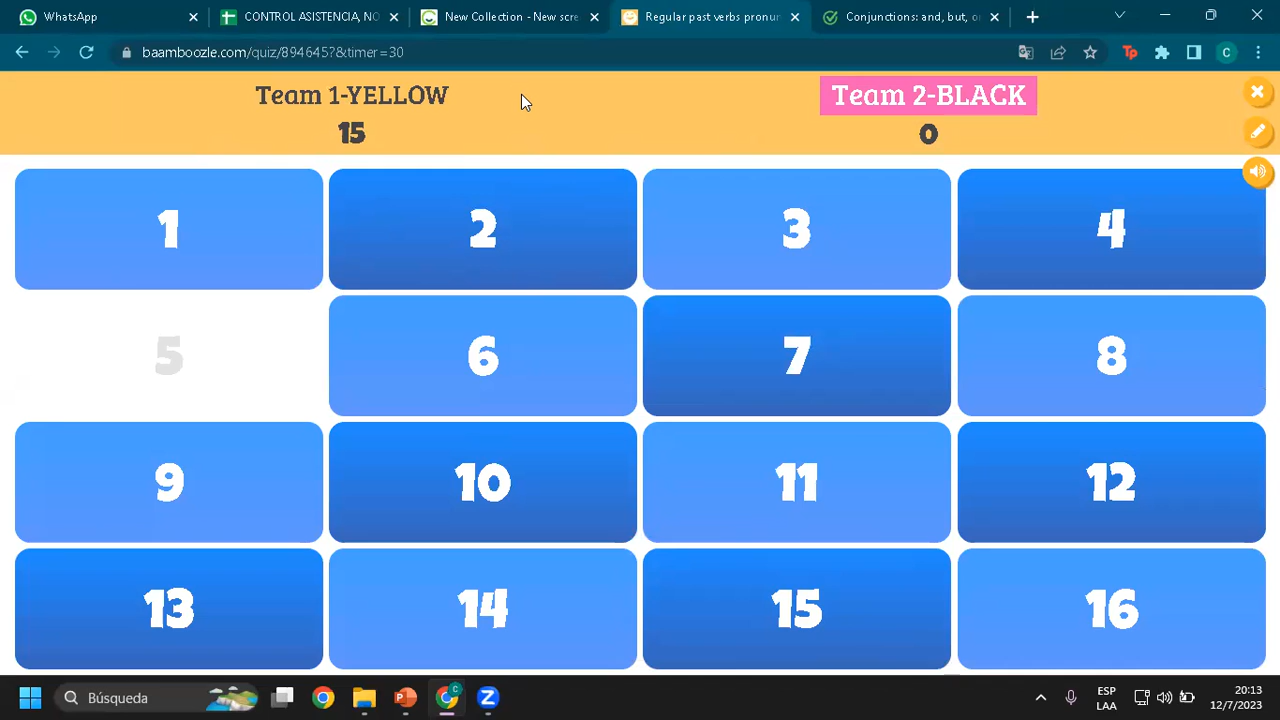 WhatsApp
CONTROL ASISTENCIA, NO
New Collection - New scre
Regular past verbs pronun
Conjunctions: and, but, o
baamboozle.com/quiz/894645?&timer=30
Team 1-YELLOW
15
Team 2-BLACK
0
1
2
3
4
5
6
7
8
9
10
11
12
13
14
15
16
Búsqueda
ESP
LAA
20:13
12/7/2023